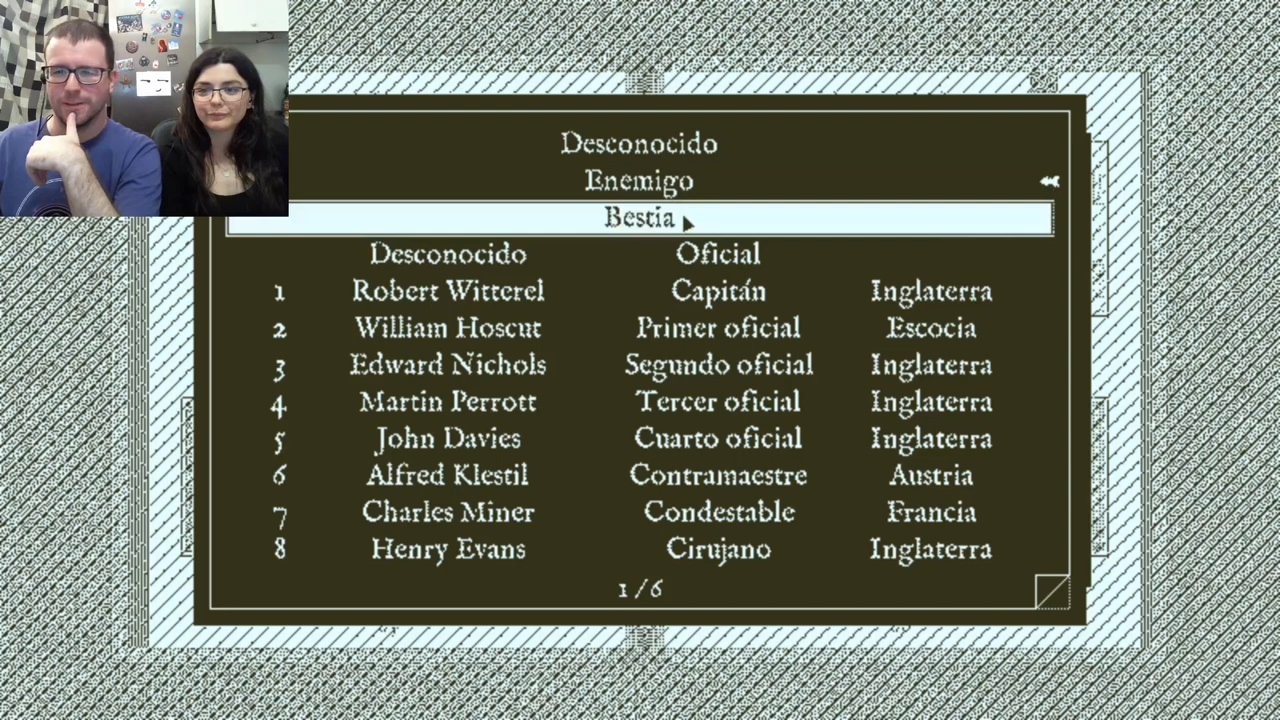 Desconocido
Enemigo
Bestia
Desconocido Oficial
1 Robert Witterel Capitán Inglaterra
2 William Hoscut Primer oficial Escocia
3 Edward Nichols Segundo oficial Inglaterra
4 Martin Perrott Tercer oficial Inglaterra
5 John Davies Cuarto oficial Inglaterra
6 Alfred Klestil Contramaestre Austria
7 Charles Miner Condestable Francia
8 Henry Evans Cirujano Inglaterra
1/6